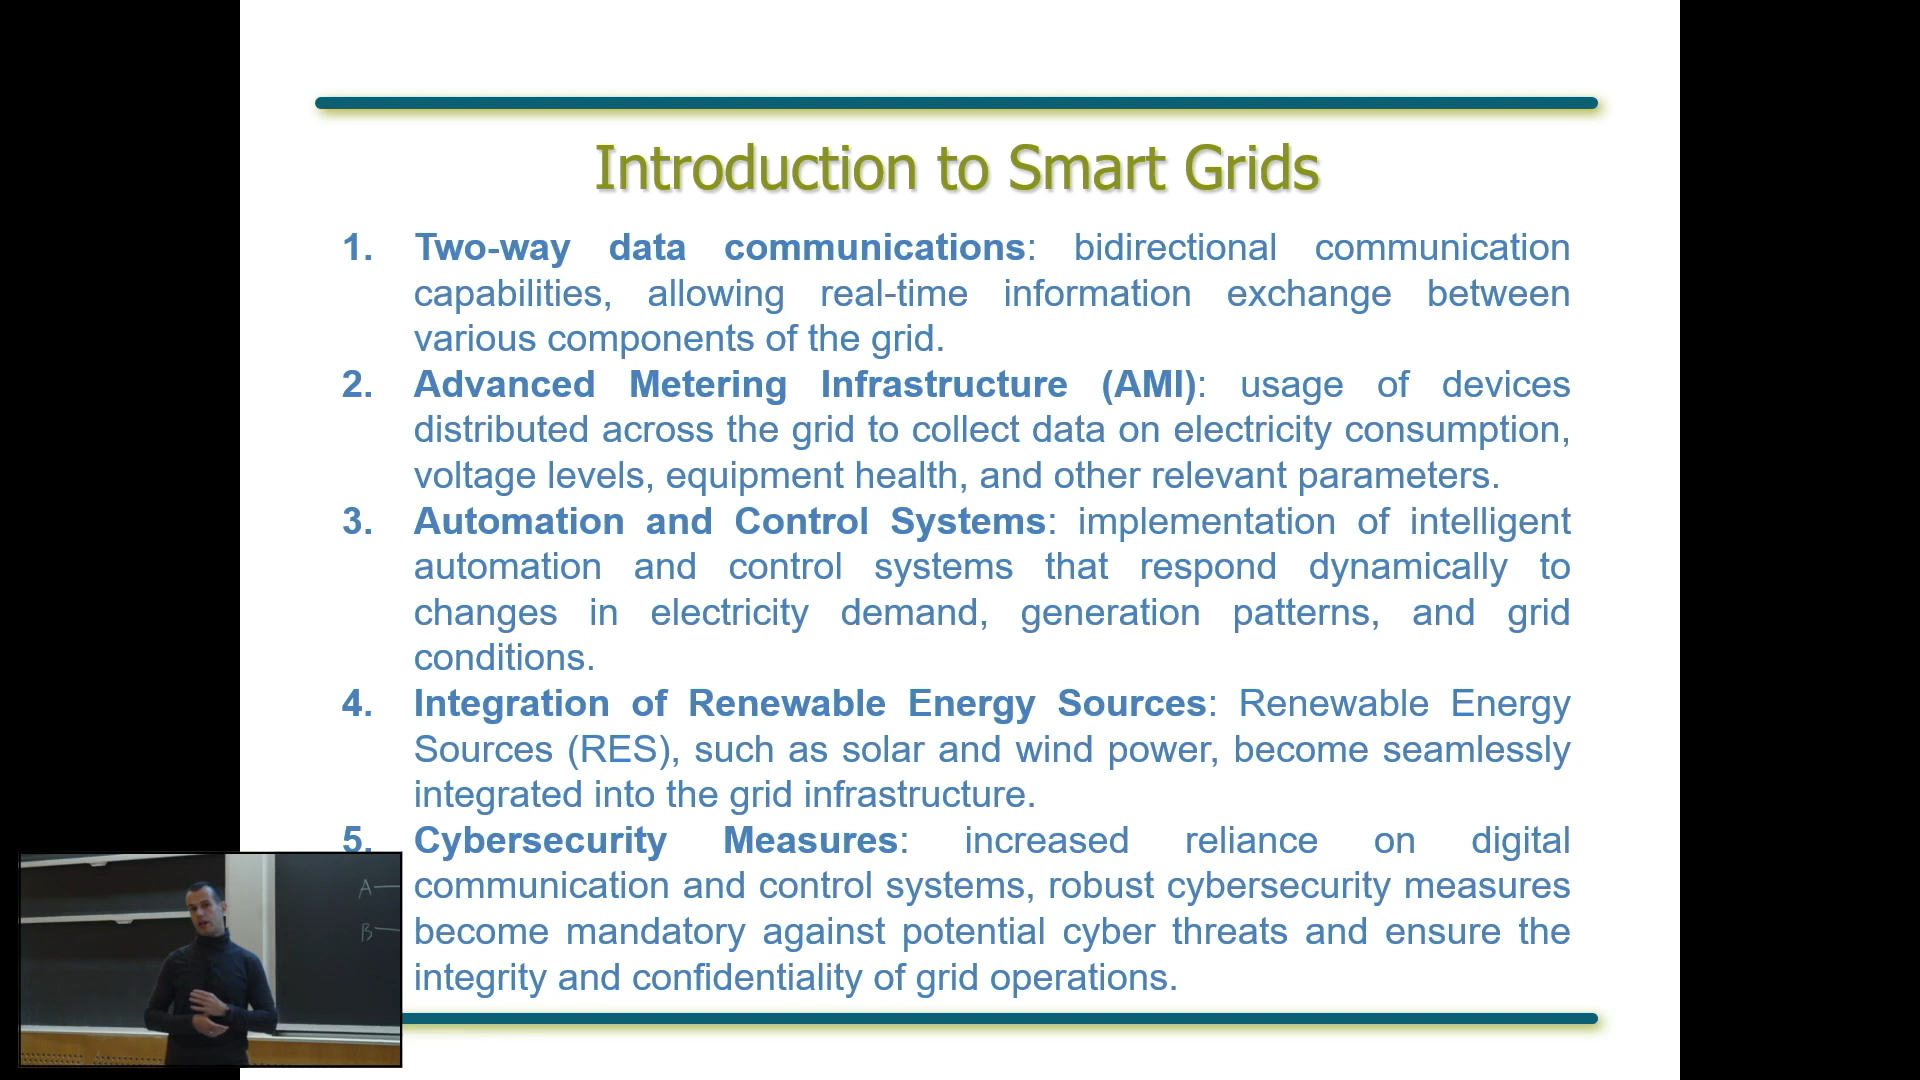 Introduction to Smart Grids
1. Two-way data communications: bidirectional communication
capabilities, allowing real-time information exchange between
various components of the grid.
2. Advanced Metering Infrastructure (AMI): usage of devices
distributed across the grid to collect data on electricity consumption,
voltage levels, equipment health, and other relevant parameters.
3. Automation and Control Systems: implementation of intelligent
automation and control systems that respond dynamically to
changes in electricity demand, generation patterns, and grid
conditions.
4. Integration of Renewable Energy Sources: Renewable Energy
Sources (RES), such as solar and wind power, become seamlessly
integrated into the grid infrastructure.
5. Cybersecurity Measures: increased reliance on digital
communication and control systems, robust cybersecurity measures
become mandatory against potential cyber threats and ensure the
integrity and confidentiality of grid operations.
A
B